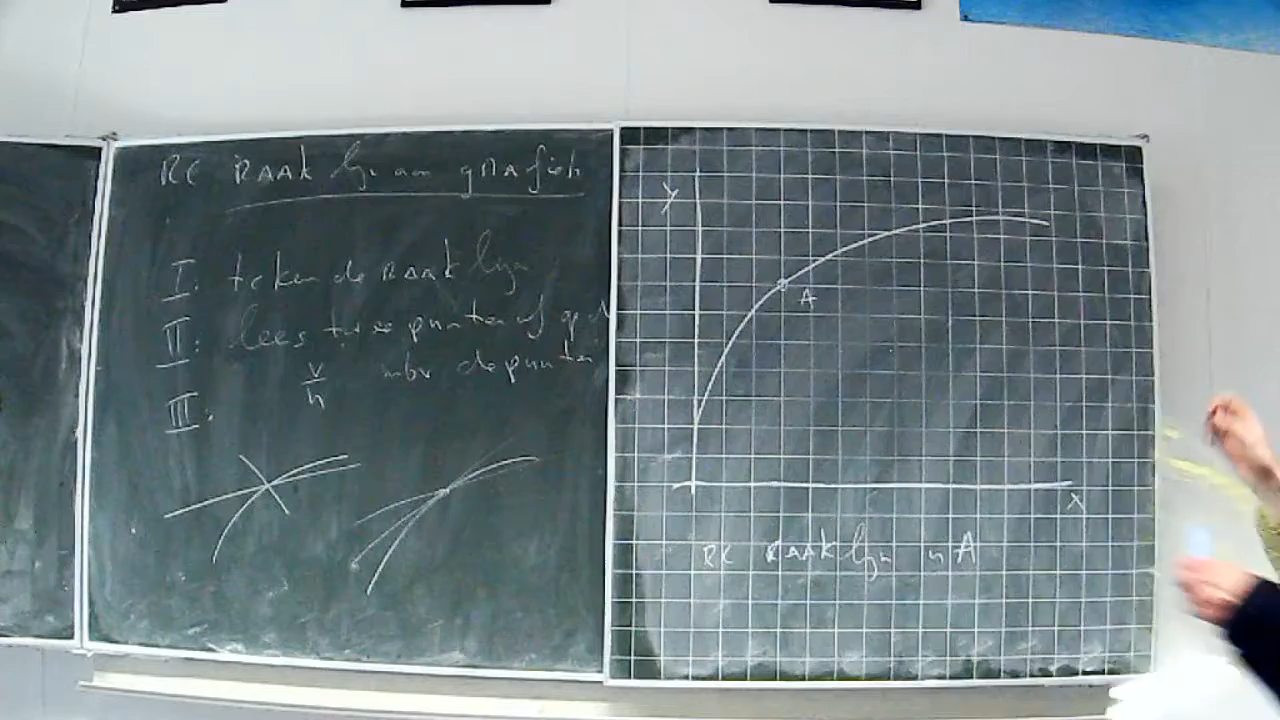 RC RAAKlijn aan grafiek
I: teken de RAAKlijn
II: lees twee punten af op d
III: v/h mbv de punten
y
A
x
RC RAAKlijn in A